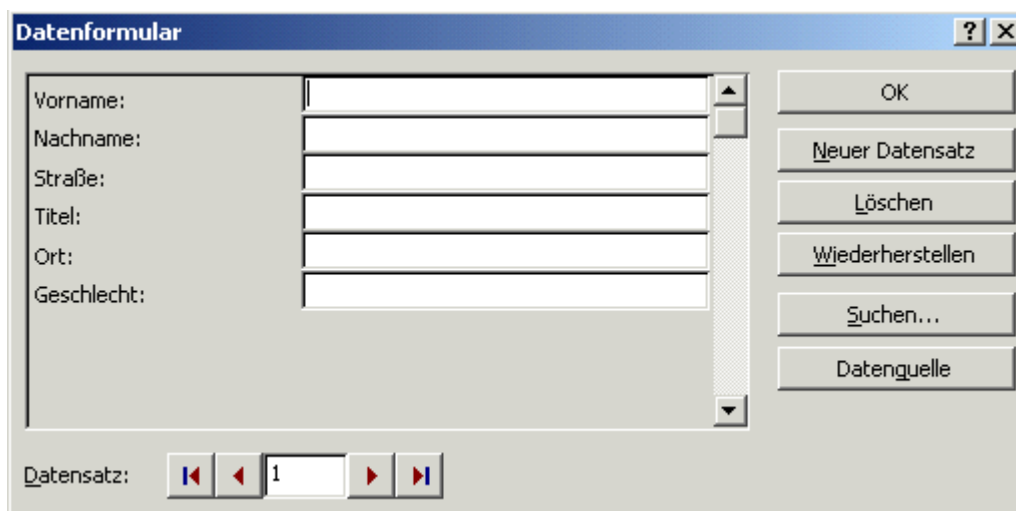 Datenformular
Vorname:
Nachname:
Straße:
Titel:
Ort:
Geschlecht:
OK
Neuer Datensatz
Löschen
Wiederherstellen
Suchen...
Datenquelle
Datensatz:
1